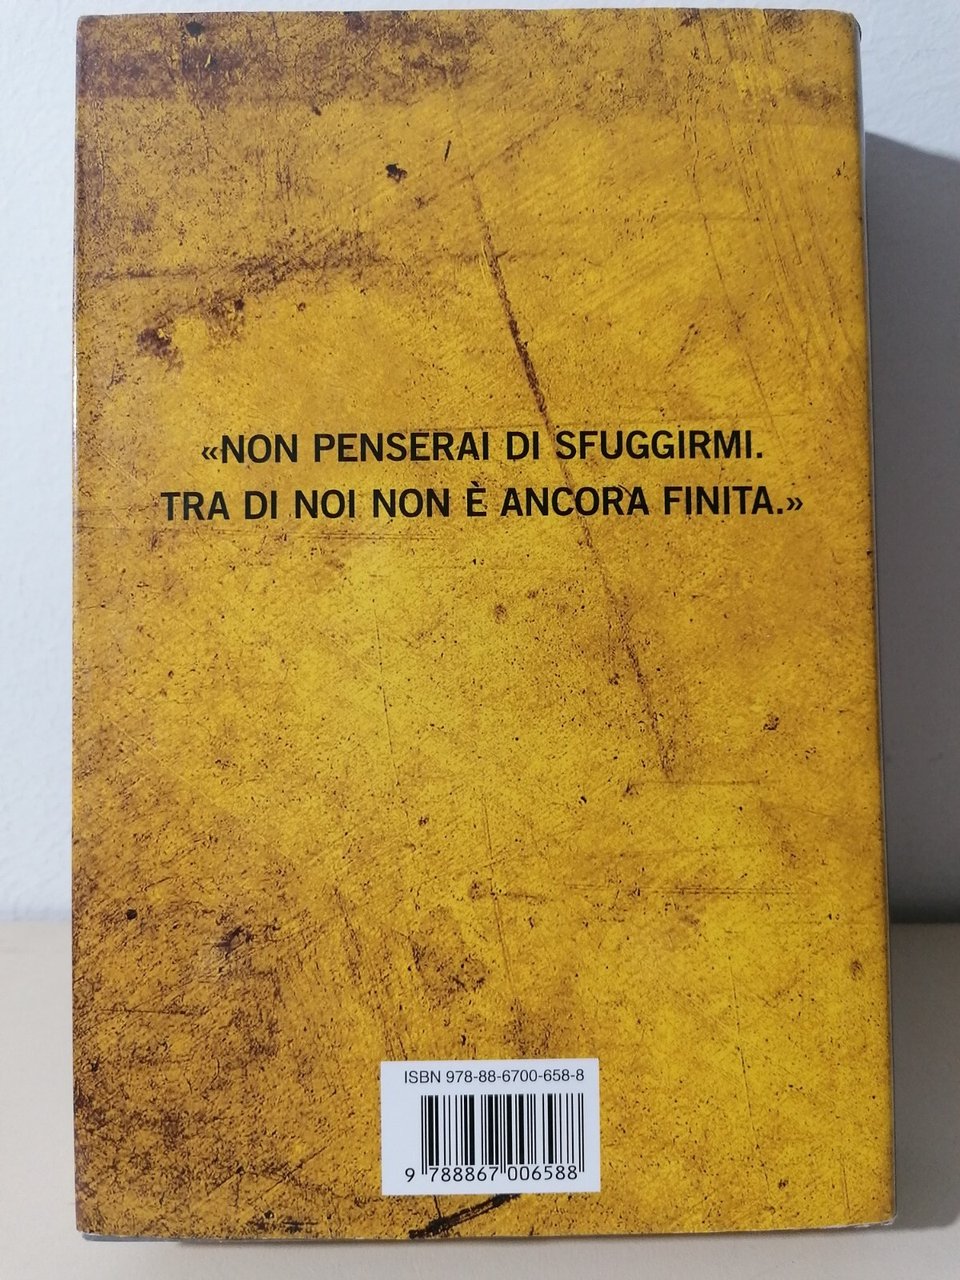 «NON PENSERAI DI SFUGGIRMI.
TRA DI NOI NON È ANCORA FINITA.»
ISBN 978-88-6700-658-8
9 788867 006588